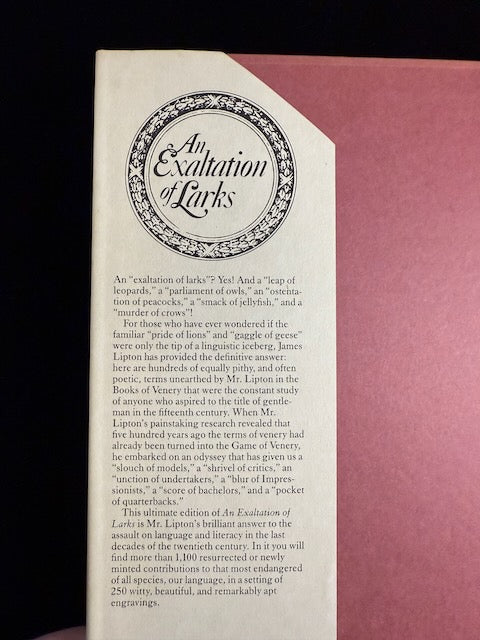 An
Exaltation
of Larks
An “exaltation of larks”? Yes! And a “leap of
leopards,” a “parliament of owls,” an “ostenta-
tion of peacocks,” a “smack of jellyfish,” and a
“murder of crows”!
For those who have ever wondered if the
familiar “pride of lions” and “gaggle of geese”
were only the tip of a linguistic iceberg, James
Lipton has provided the definitive answer:
here are hundreds of equally pithy, and often
poetic, terms unearthed by Mr. Lipton in the
Books of Venery that were the constant study
of anyone who aspired to the title of gentle-
man in the fifteenth century. When Mr.
Lipton’s painstaking research revealed that
five hundred years ago the terms of venery had
already been turned into the Game of Venery,
he embarked on an odyssey that has given us a
“slouch of models,” a “shrivel of critics,” an
“unction of undertakers,” a “blur of Impres-
sionists,” a “score of bachelors,” and a “pocket
of quarterbacks.”
This ultimate edition of An Exaltation of
Larks is Mr. Lipton’s brilliant answer to the
assault on language and literacy in the last
decades of the twentieth century. In it you will
find more than 1,100 resurrected or newly
minted contributions to that most endangered
of all species, our language, in a setting of
250 witty, beautiful, and remarkably apt
engravings.